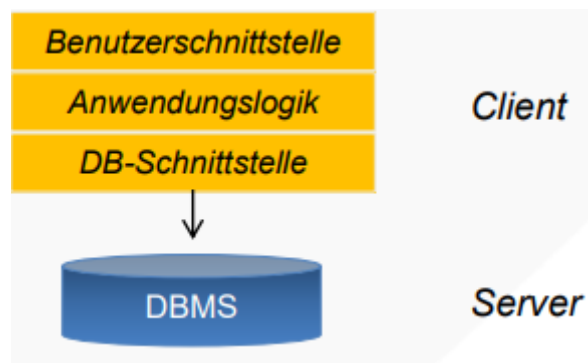 Benutzerschnittstelle
Anwendungslogik
Client
DB-Schnittstelle
DBMS
Server